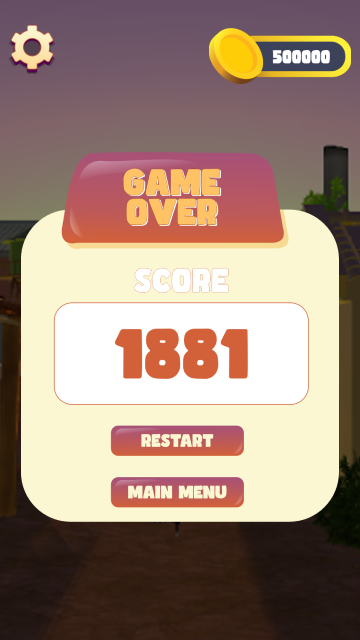 500000
GAME
OVER
SCORE
1881
RESTART
MAIN MENU